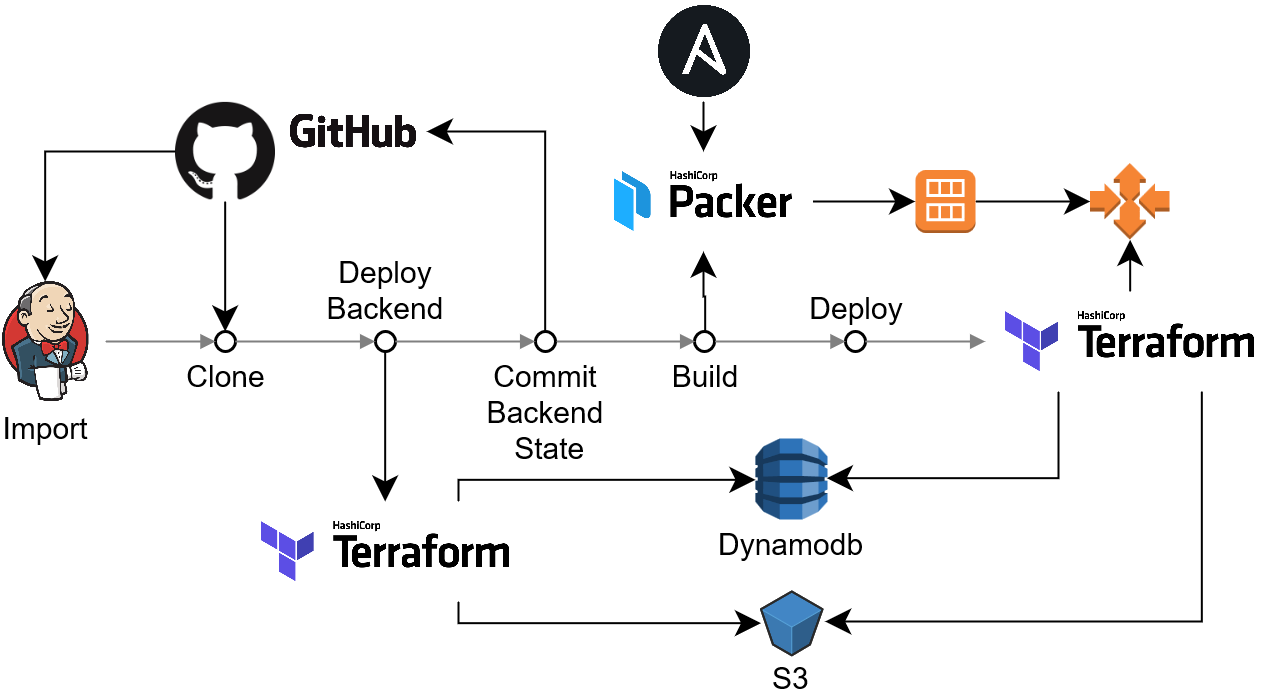 GitHub
HashiCorp
Packer
Deploy
Backend
Deploy
HashiCorp
Terraform
Clone
Commit
Backend
State
Build
Import
HashiCorp
Terraform
Dynamodb
S3